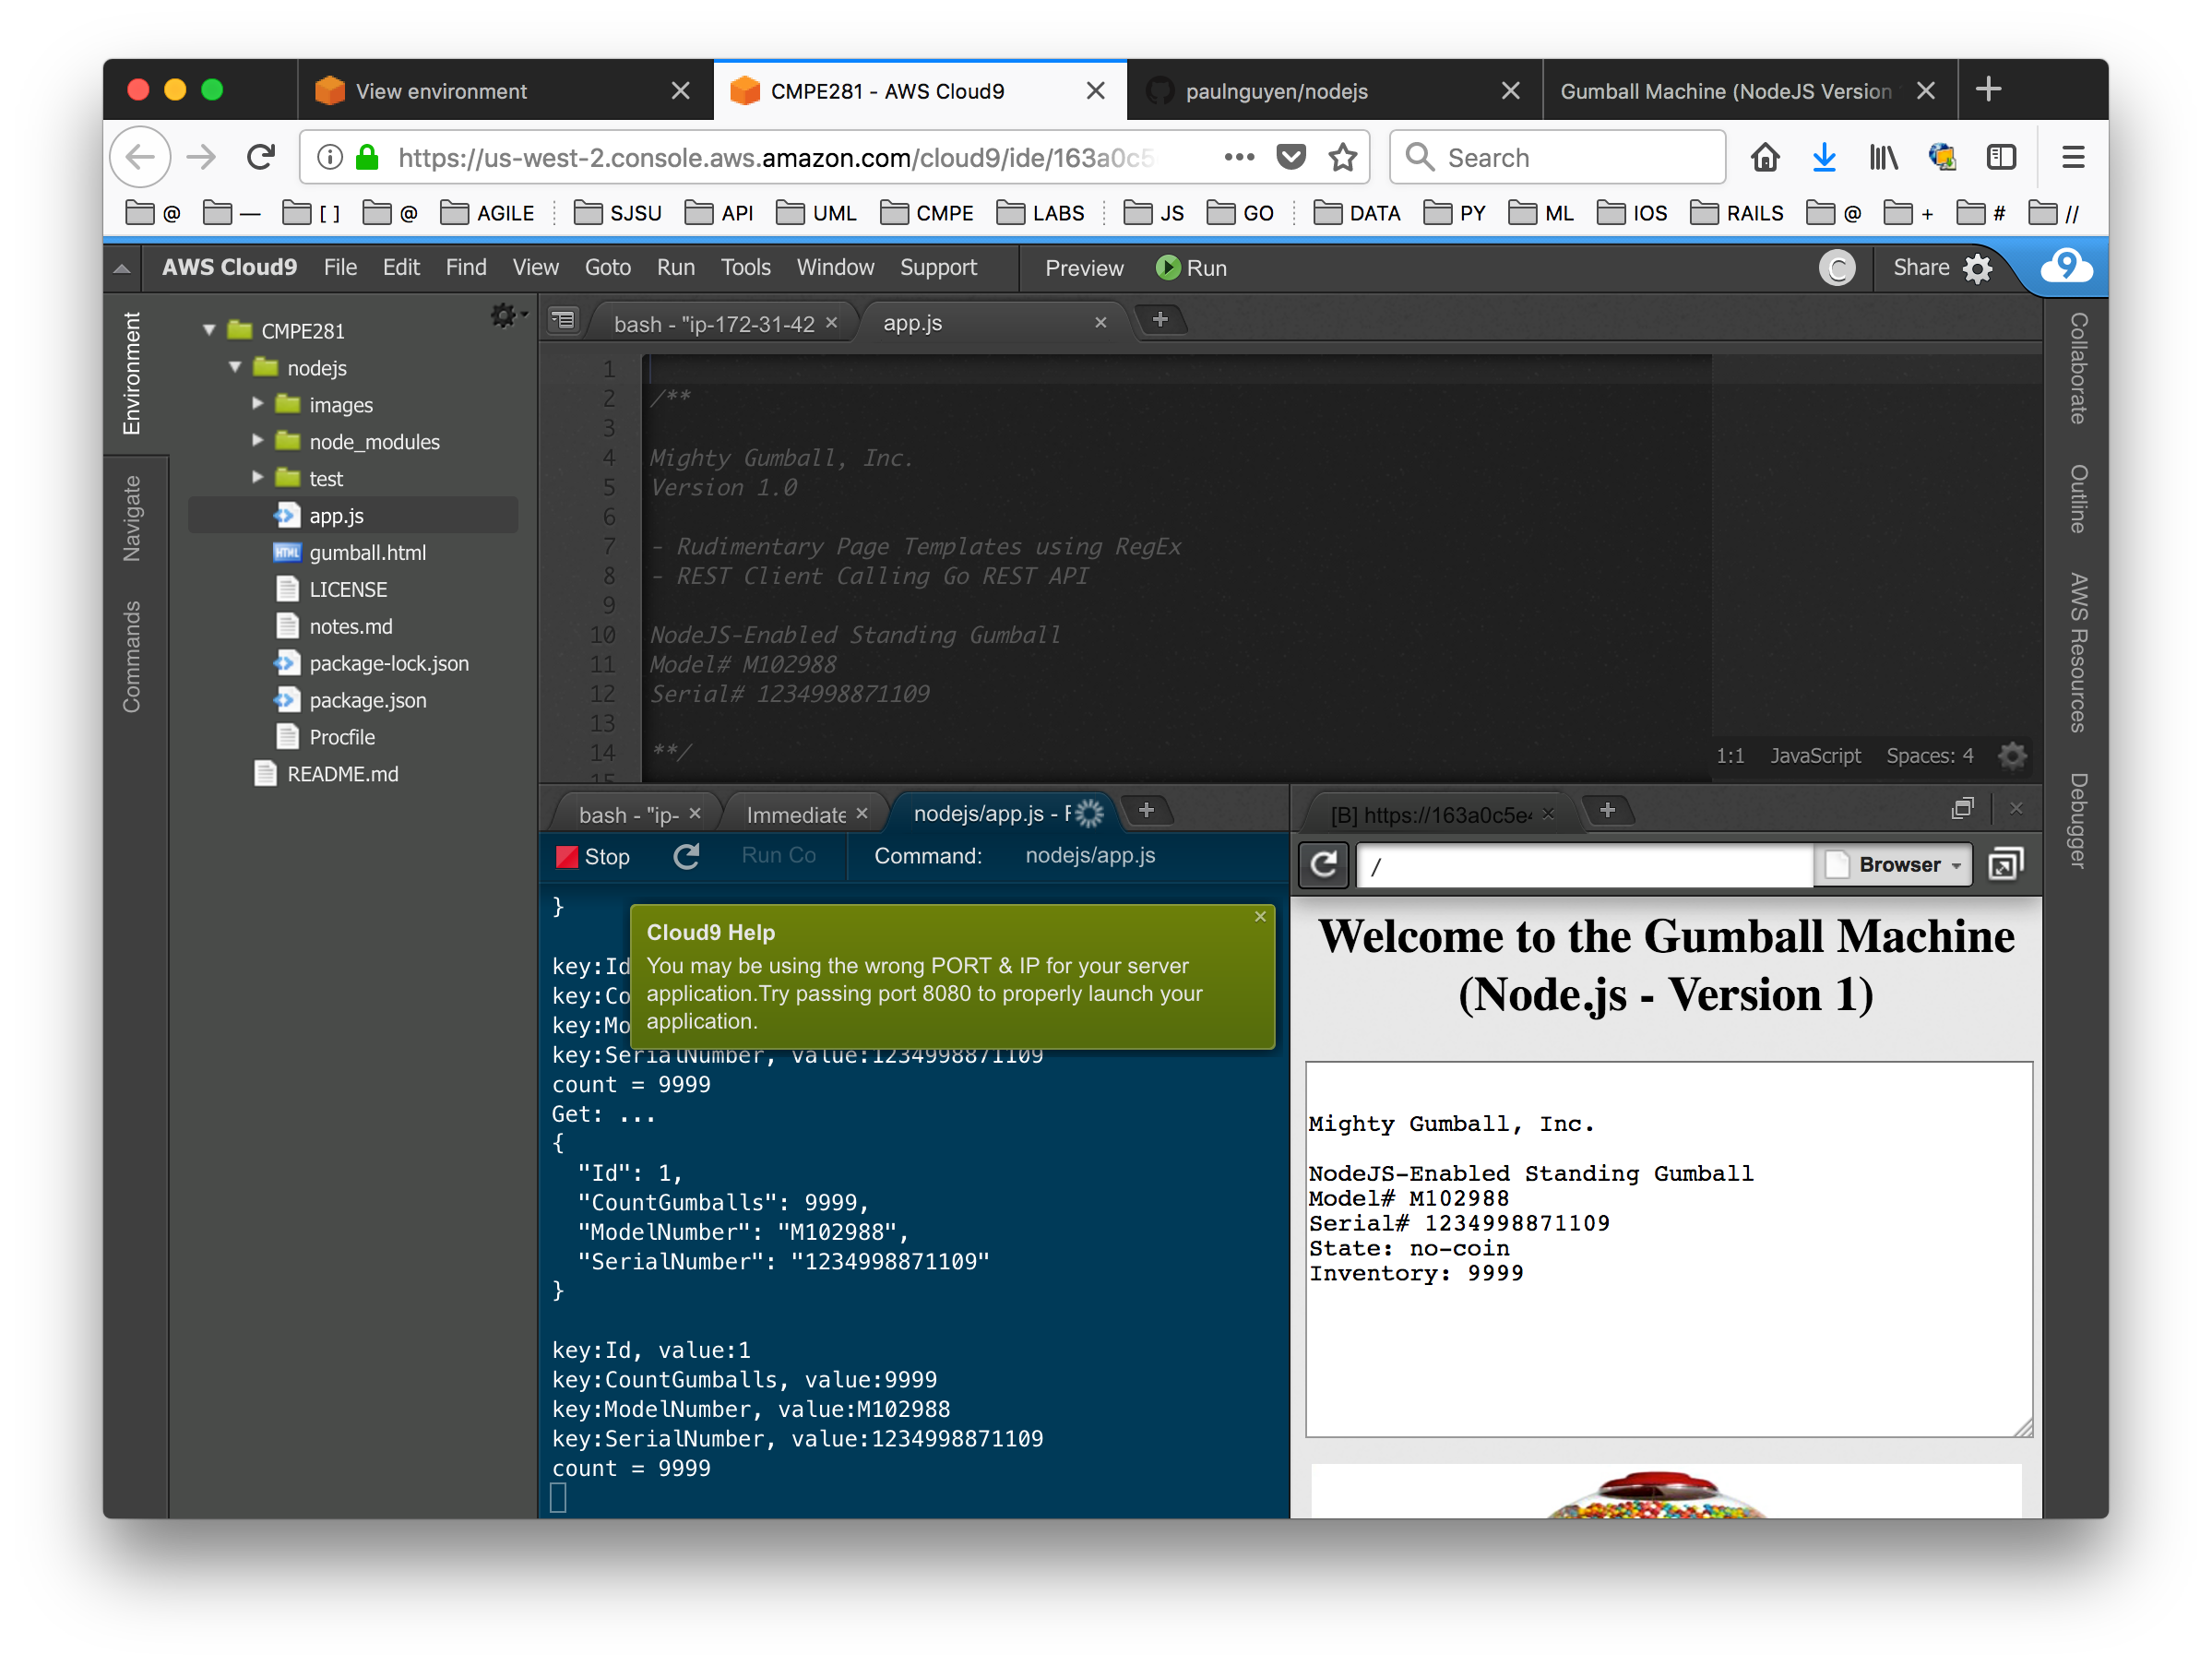 View environment
CMPE281 - AWS Cloud9
paulnguyen/nodejs
Gumball Machine (NodeJS Version
https://us-west-2.console.aws.amazon.com/cloud9/ide/163a0c5
Search
@ — [ ] @ AGILE SJSU API UML CMPE LABS JS GO DATA PY ML IOS RAILS @ + # //
AWS Cloud9 File Edit Find View Goto Run Tools Window Support Preview Run C Share 9
Environment
Navigate
Commands
CMPE281
nodejs
images
node_modules
test
app.js
HTML gumball.html
LICENSE
notes.md
package-lock.json
package.json
Procfile
README.md
bash - "ip-172-31-42
app.js
1
2 /**
3
4 Mighty Gumball, Inc.
5 Version 1.0
6
7 - Rudimentary Page Templates using RegEx
8 - REST Client Calling Go REST API
9
10 NodeJS-Enabled Standing Gumball
11 Model# M102988
12 Serial# 1234998871109
13
14 **/
15
1:1 JavaScript Spaces: 4
Collaborate
Outline
AWS Resources
Debugger
bash - "ip-
Immediate
nodejs/app.js -
Stop Run Co Command: nodejs/app.js
}
key:Id
key:Co
key:Mo
key:SerialNumber, value:1234998871109
count = 9999
Get: ...
{
"Id": 1,
"CountGumballs": 9999,
"ModelNumber": "M102988",
"SerialNumber": "1234998871109"
}
key:Id, value:1
key:CountGumballs, value:9999
key:ModelNumber, value:M102988
key:SerialNumber, value:1234998871109
count = 9999
Cloud9 Help
You may be using the wrong PORT & IP for your server
application.Try passing port 8080 to properly launch your
application.
[B] https://163a0c5e4
/
Browser
Welcome to the Gumball Machine
(Node.js - Version 1)
Mighty Gumball, Inc.
NodeJS-Enabled Standing Gumball
Model# M102988
Serial# 1234998871109
State: no-coin
Inventory: 9999